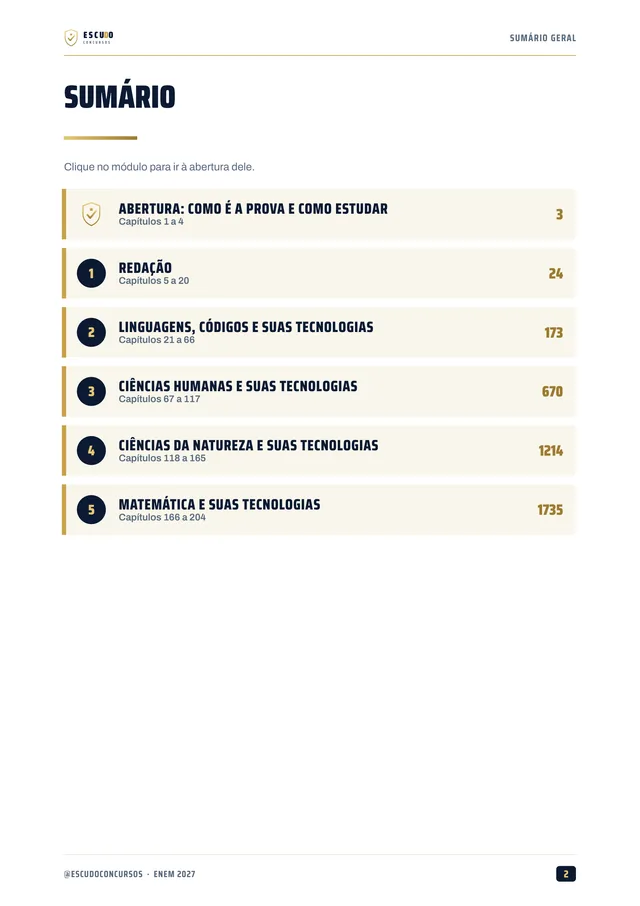 ESCUDO
CONCURSOS
SUMÁRIO GERAL
SUMÁRIO
Clique no módulo para ir à abertura dele.
ABERTURA: COMO É A PROVA E COMO ESTUDAR
Capítulos 1 a 4
3
1
REDAÇÃO
Capítulos 5 a 20
24
2
LINGUAGENS, CÓDIGOS E SUAS TECNOLOGIAS
Capítulos 21 a 66
173
3
CIÊNCIAS HUMANAS E SUAS TECNOLOGIAS
Capítulos 67 a 117
670
4
CIÊNCIAS DA NATUREZA E SUAS TECNOLOGIAS
Capítulos 118 a 165
1214
5
MATEMÁTICA E SUAS TECNOLOGIAS
Capítulos 166 a 204
1735
@ESCUDOCONCURSOS · ENEM 2027
2